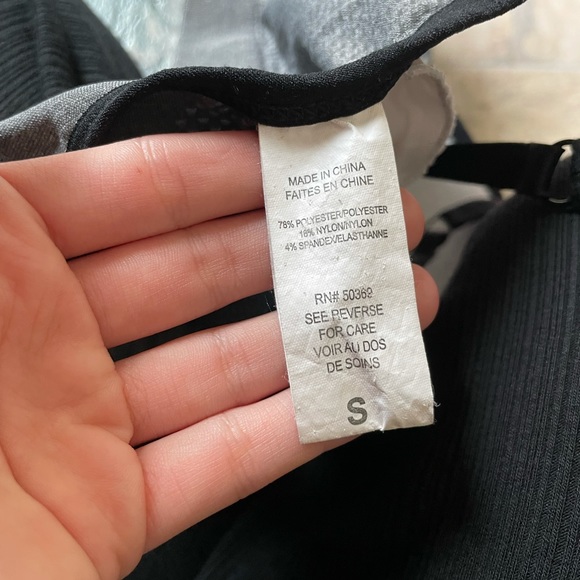 MADE IN CHINA
FAITES EN CHINE
78% POLYESTER/POLYESTER
18% NYLON/NYLON
4% SPANDEX/ELASTHANNE
RN# 50369
SEE REVERSE
FOR CARE
VOIR AU DOS
DE SOINS
S